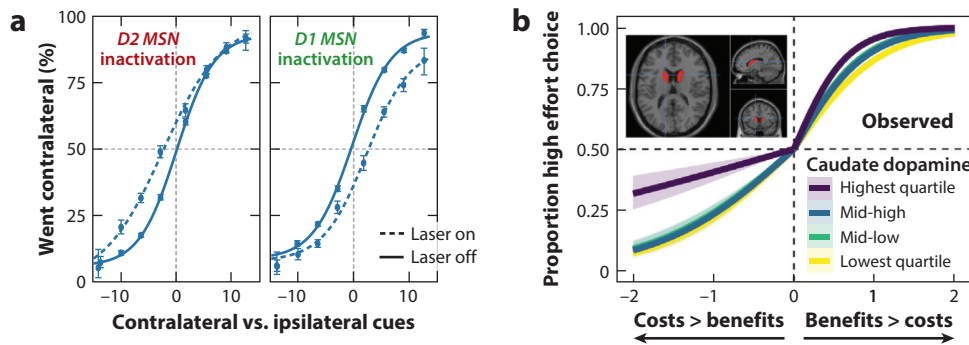 a
D2 MSN
inactivation
D1 MSN
inactivation
Went contralateral (%)
100
75
50
25
0
−10
0
10
−10
0
10
Laser on
Laser off
Contralateral vs. ipsilateral cues
b
Proportion high effort choice
1.00
0.75
0.50
0.25
0
Observed
Caudate dopamine
Highest quartile
Mid-high
Mid-low
Lowest quartile
−2
−1
0
1
2
Costs > benefits
Benefits > costs